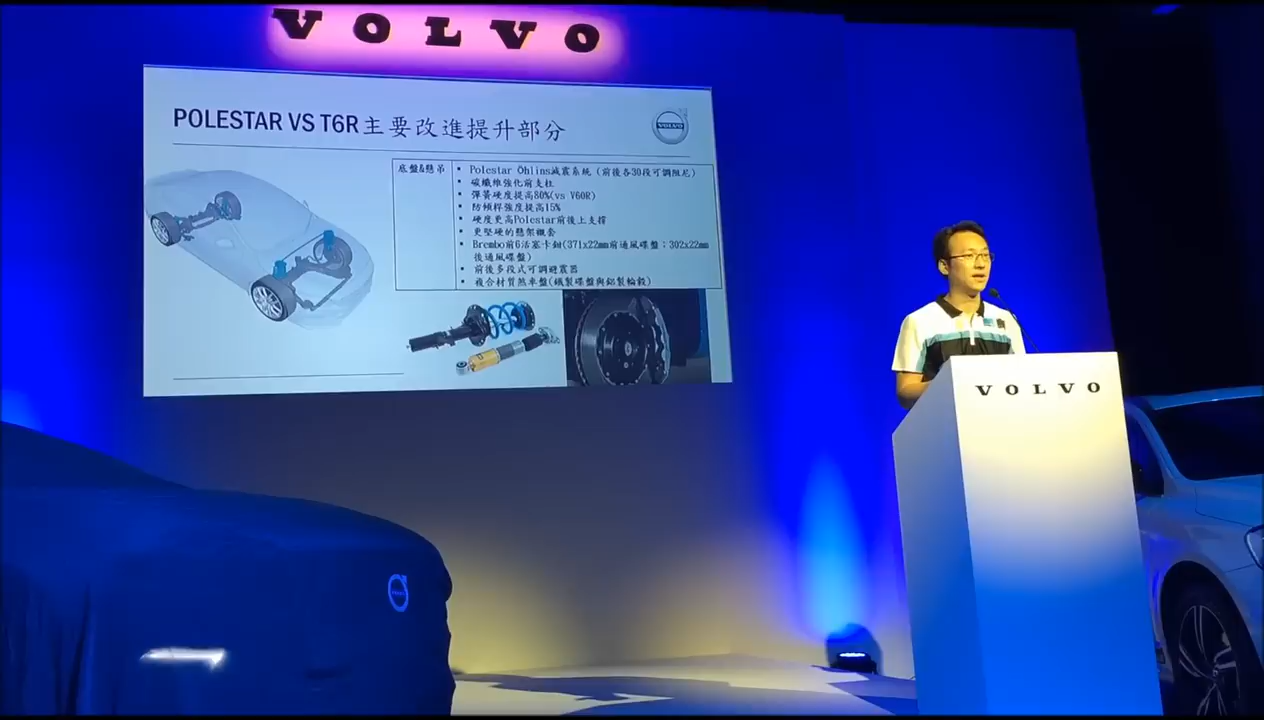 VOLVO
POLESTAR VS T6R主要改進提升部分
VOLVO
底盤&懸吊
▪ Polestar Öhlins減震系統 (前後各30段可調阻尼)
▪ 碳纖維強化前支柱
▪ 彈簧硬度提高80%(vs V60R)
▪ 防傾桿強度提高15%
▪ 硬度更高Polestar前後上支撐
▪ 更堅硬的懸架襯套
▪ Brembo前6活塞卡鉗(371x22mm前通風碟盤；302x22mm
後通風碟盤)
▪ 前後多段式可調避震器
▪ 複合材質煞車盤(鐵製碟盤與鋁製輪轂)
VOLVO